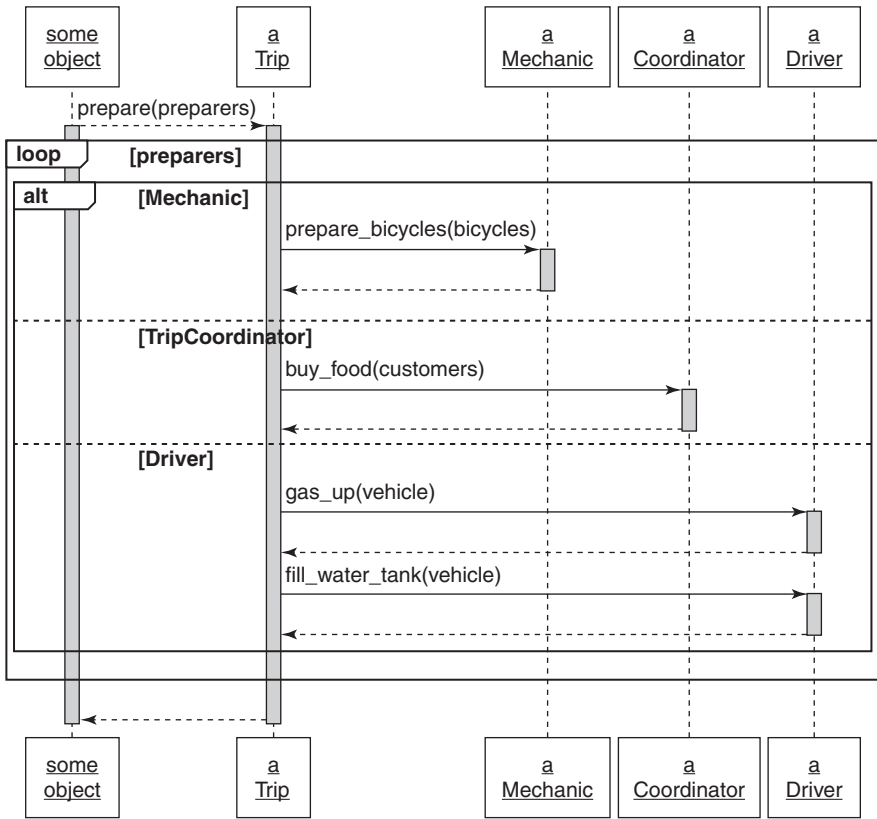 some
object
a
Trip
a
Mechanic
a
Coordinator
a
Driver
prepare(preparers)
loop
[preparers]
alt
[Mechanic]
prepare_bicycles(bicycles)
[TripCoordinator]
buy_food(customers)
[Driver]
gas_up(vehicle)
fill_water_tank(vehicle)
some
object
a
Trip
a
Mechanic
a
Coordinator
a
Driver